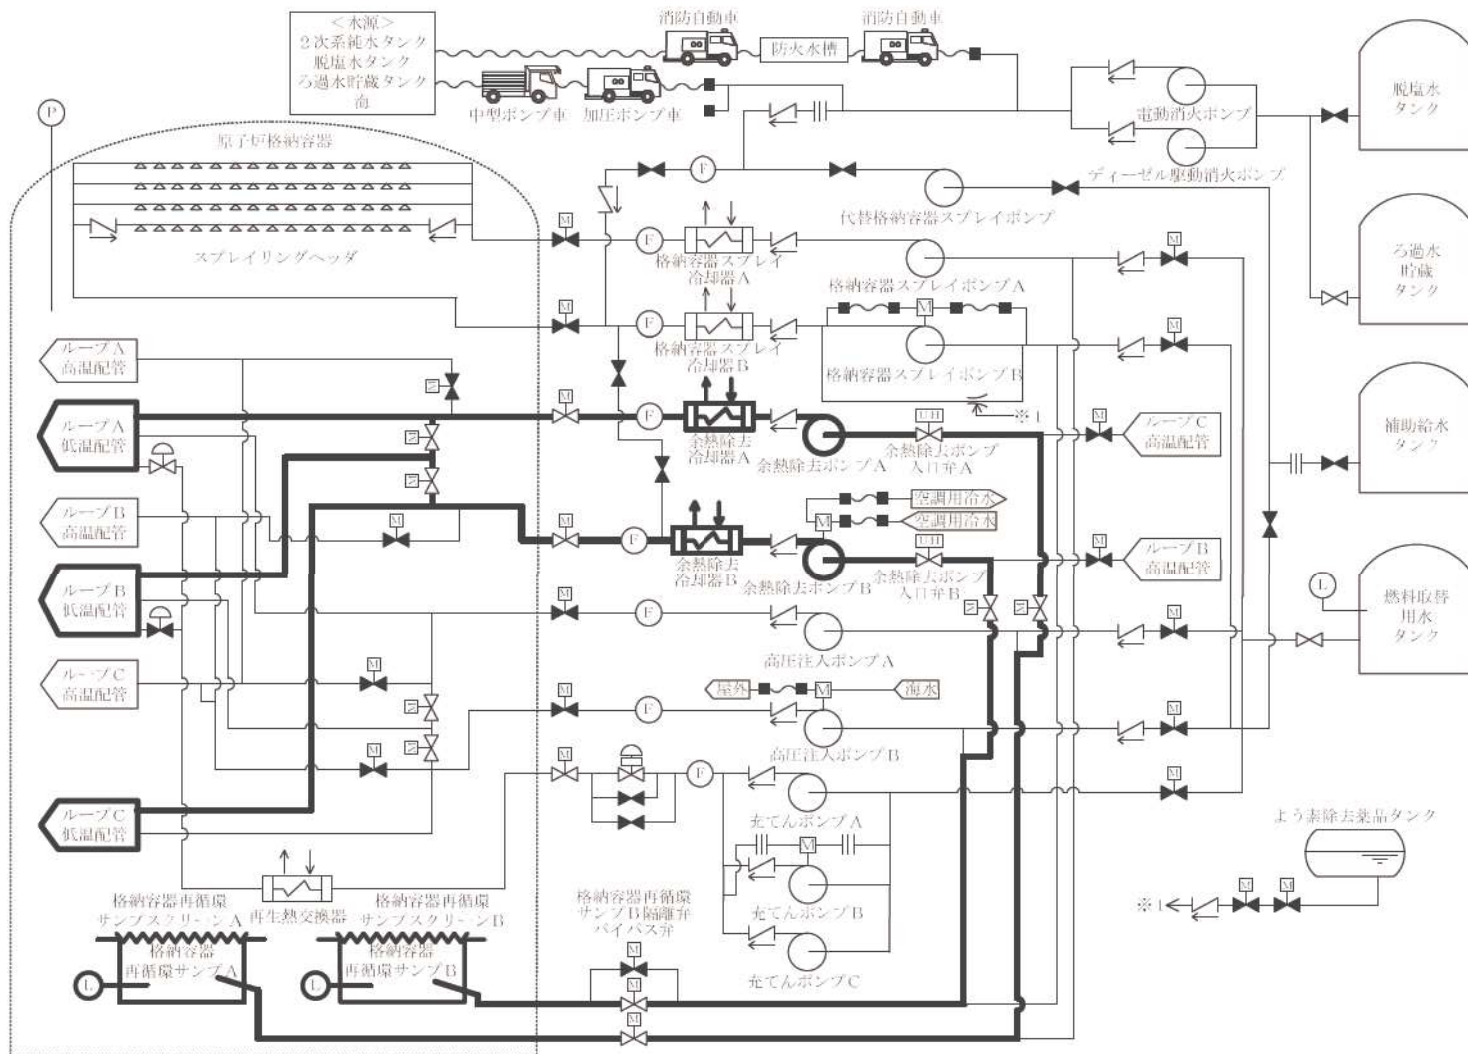 <水源>
2次系純水タンク
脱塩水タンク
ろ過水貯蔵タンク
海
消防自動車
防火水槽
消防自動車
中型ポンプ車
加圧ポンプ車
電動消火ポンプ
ディーゼル駆動消火ポンプ
脱塩水
タンク
P
原子炉格納容器
スプレイリングヘッダ
F
代替格納容器スプレイポンプ
ろ過水
貯蔵
タンク
M
F
格納容器スプレイ
冷却器A
格納容器スプレイポンプA
M
M
F
格納容器スプレイ
冷却器B
M
格納容器スプレイポンプB
M
※1
ループA
高温配管
M
ループA
低温配管
M
M
M
F
余熱除去
冷却器A
余熱除去ポンプA
UH
余熱除去ポンプ
入口弁A
M
ループC
高温配管
補助給水
タンク
ループB
高温配管
M
M
F
余熱除去
冷却器B
M
空調用冷水
空調用冷水
余熱除去ポンプB
UH
余熱除去ポンプ
入口弁B
M
ループB
高温配管
M
M
ループB
低温配管
M
F
高圧注入ポンプA
M
L
燃料取替
用水
タンク
ループC
高温配管
M
M
M
M
M
F
屋外
M
海水
高圧注入ポンプB
M
M
F
充てんポンプA
M
ループC
低温配管
M
充てんポンプB
充てんポンプC
よう素除去薬品タンク
※1
M
M
再生熱交換器
格納容器再循環
サンプスクリーンA
格納容器
再循環サンプA
L
格納容器再循環
サンプスクリーンB
格納容器
再循環サンプB
L
格納容器再循環
サンプB隔離弁
バイパス弁
M
M
M